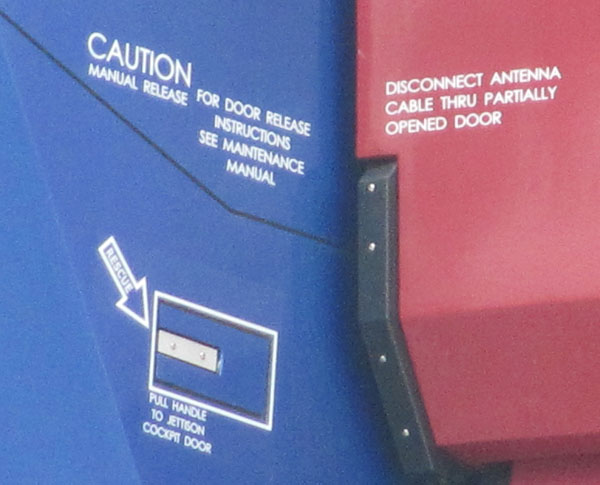 CAUTION
MANUAL RELEASE
FOR DOOR RELEASE
INSTRUCTIONS
SEE MAINTENANCE
MANUAL
DISCONNECT ANTENNA
CABLE THRU PARTIALLY
OPENED DOOR
RESCUE
PULL HANDLE
TO JETTISON
COCKPIT DOOR